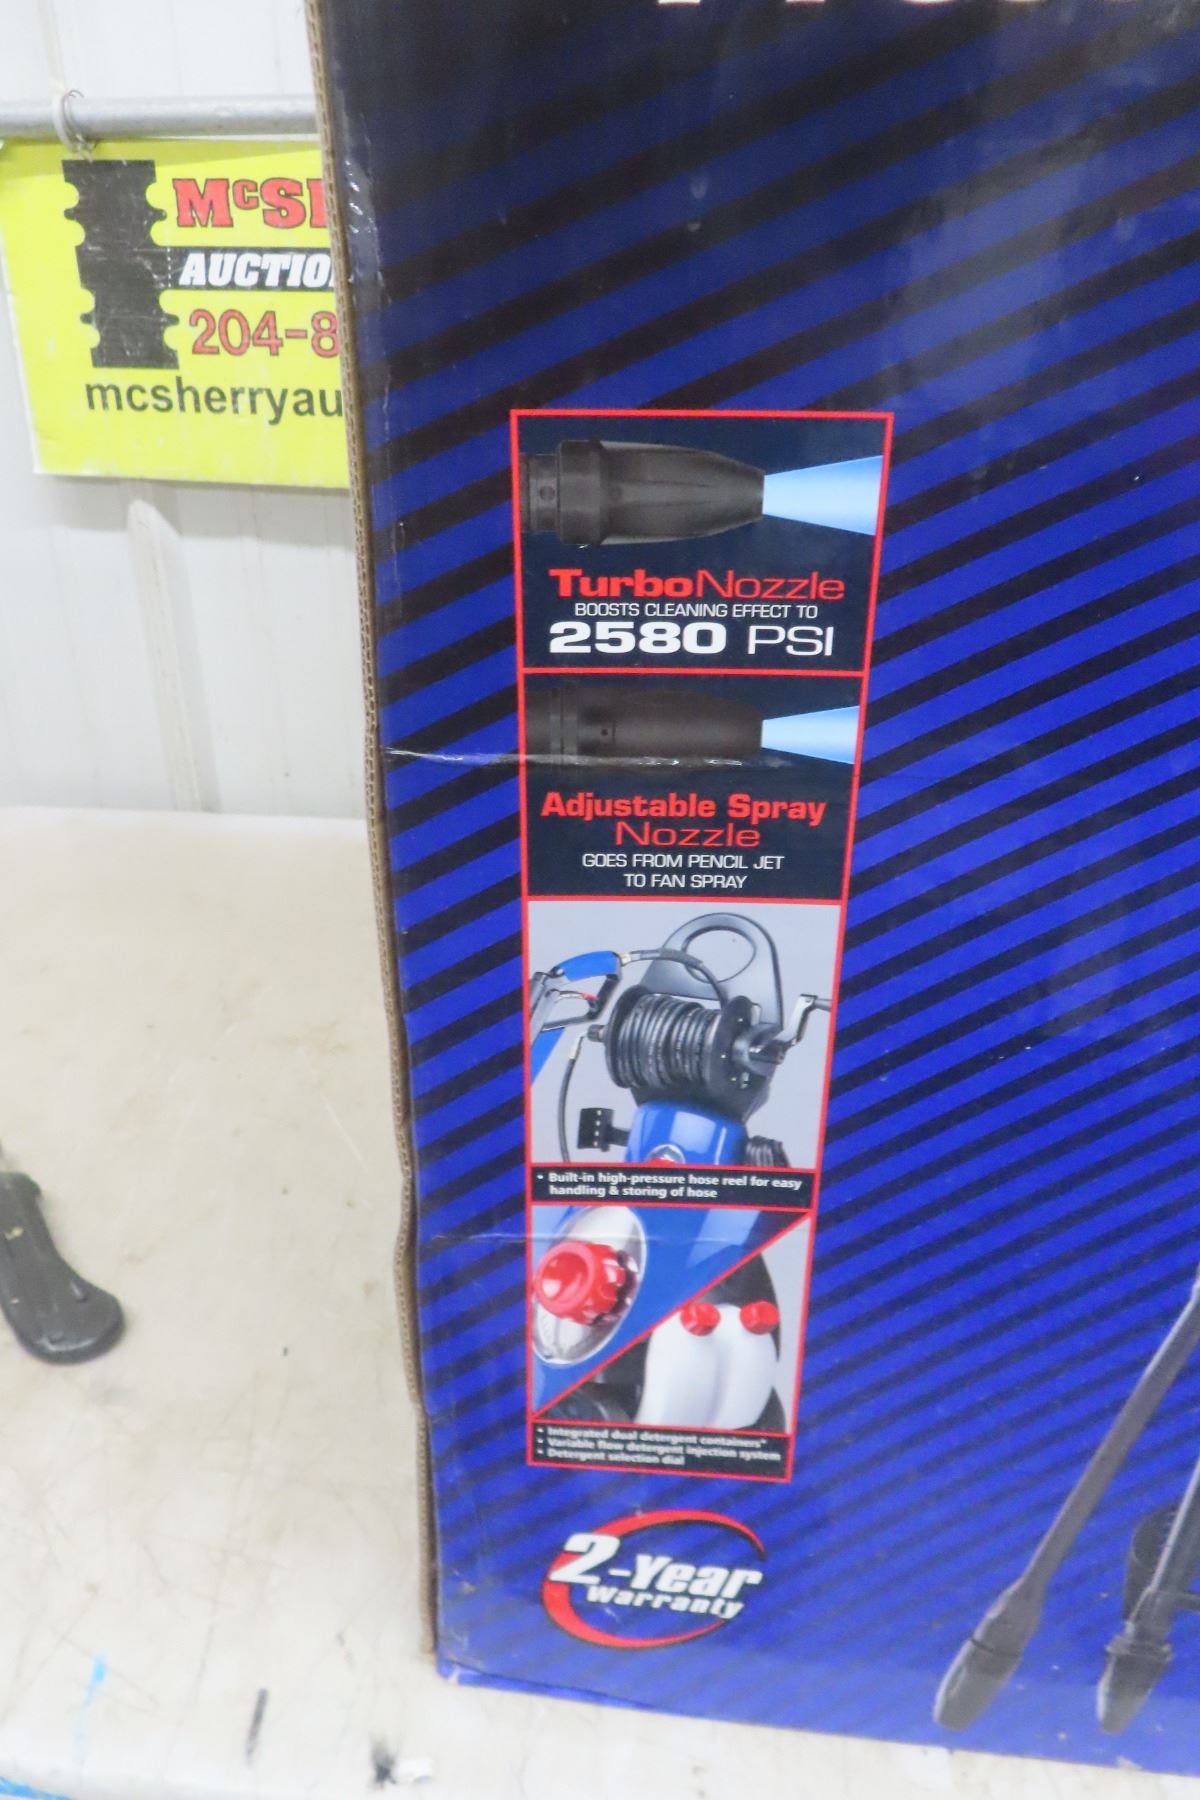 McS
AUCTIO
204-8
mcsherryau
TurboNozzle
BOOSTS CLEANING EFFECT TO
2580 PSI
Adjustable Spray
Nozzle
GOES FROM PENCIL JET
TO FAN SPRAY
• Built-in high-pressure hose reel for easy
handling & storing of hose
• Integrated dual detergent containers"
• Variable flow detergent injection system
• Detergent selection dial
2-Year
Warranty